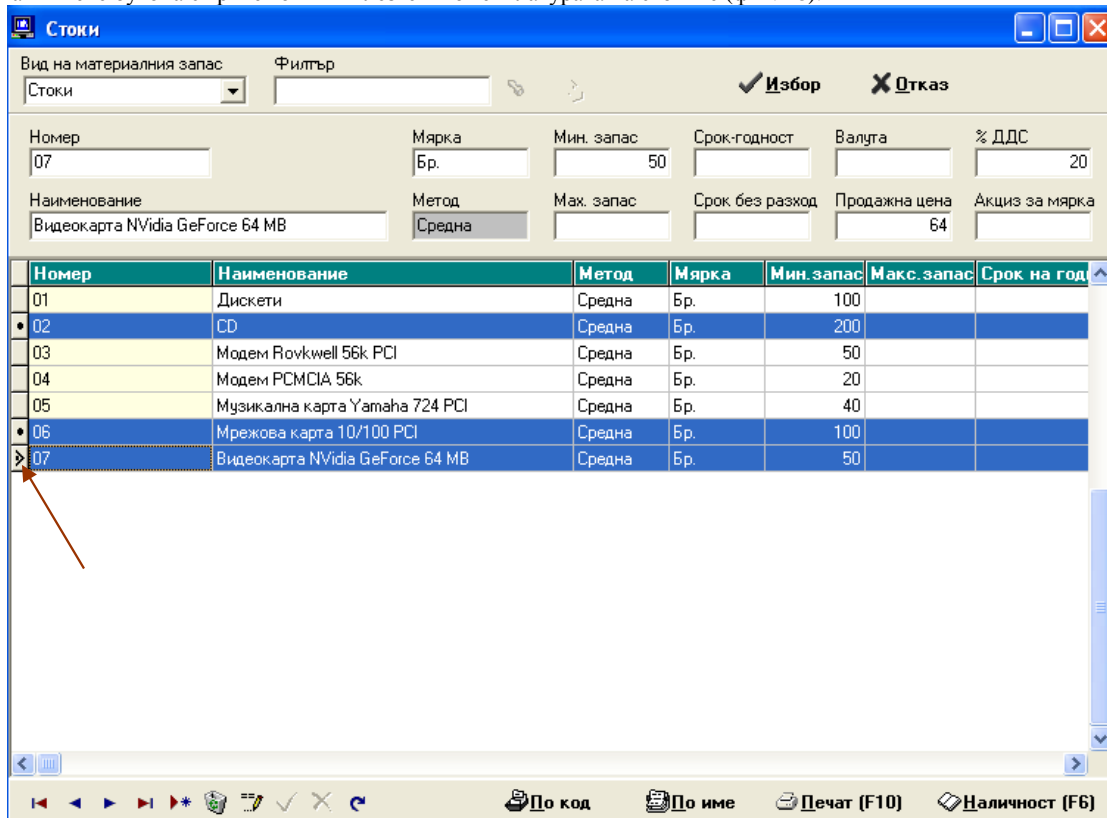 Стоки
Вид на материалния запас Филтър
Стоки Избор Отказ
Номер Мярка Мин. запас Срок-годност Валута % ДДС
07 Бр. 50 20
Наименование Метод Мах. запас Срок без разход Продажна цена Акциз за мярка
Видеокарта NVidia GeForce 64 MB Средна 64
Номер Наименование Метод Мярка Мин.запас Макс.запас Срок на
01 Дискети Средна Бр. 100
02 CD Средна Бр. 200
03 Модем Rovkwell 56k PCI Средна Бр. 50
04 Модем PCMCIA 56k Средна Бр. 20
05 Музикална карта Yamaha 724 PCI Средна Бр. 40
06 Мрежова карта 10/100 PCI Средна Бр. 100
07 Видеокарта NVidia GeForce 64 MB Средна Бр. 50
По код По име Печат (F10) Наличност (F6)